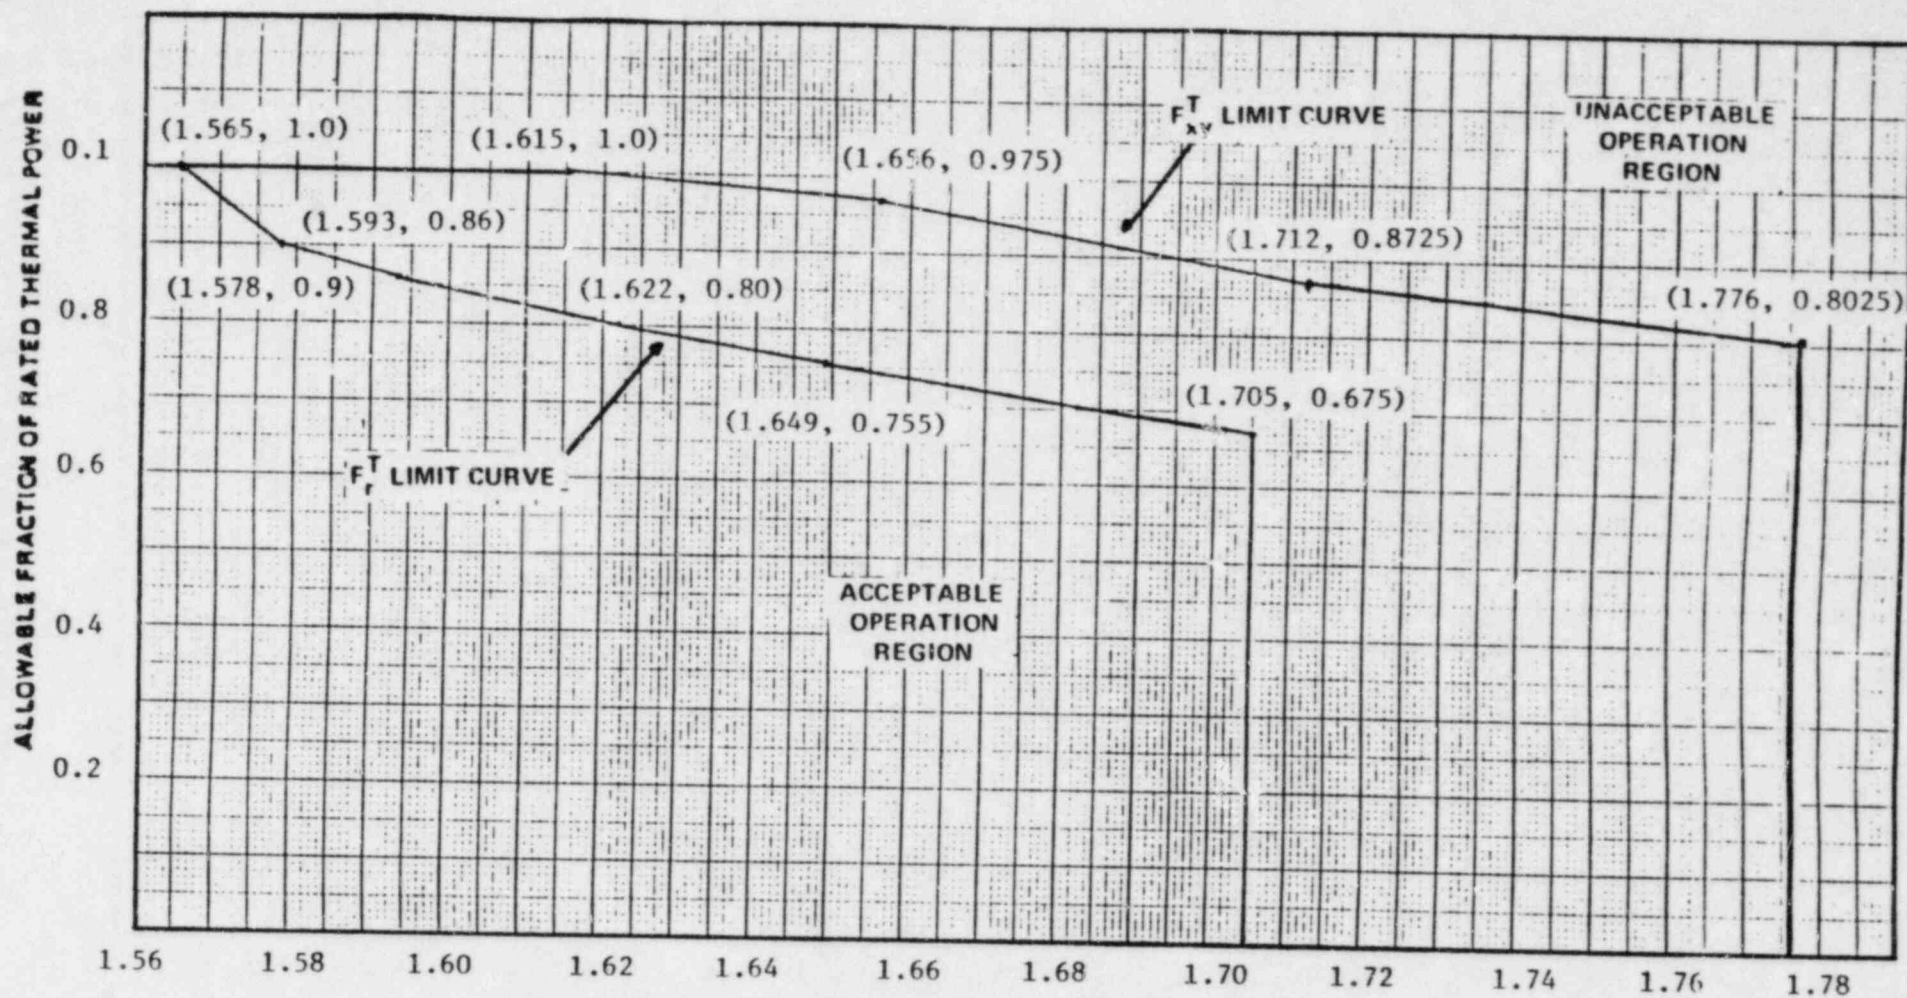 ALLOWABLE FRACTION OF RATED THERMAL POWER
0.1
0.8
0.6
0.4
0.2
(1.565, 1.0)
(1.615, 1.0)
(1.656, 0.975)
F_xy^T LIMIT CURVE
UNACCEPTABLE
OPERATION
REGION
(1.593, 0.86)
(1.712, 0.8725)
(1.578, 0.9)
(1.622, 0.80)
(1.776, 0.8025)
(1.705, 0.675)
(1.649, 0.755)
F_r^T LIMIT CURVE
ACCEPTABLE
OPERATION
REGION
1.56 1.58 1.60 1.62 1.64 1.66 1.68 1.70 1.72 1.74 1.76 1.78